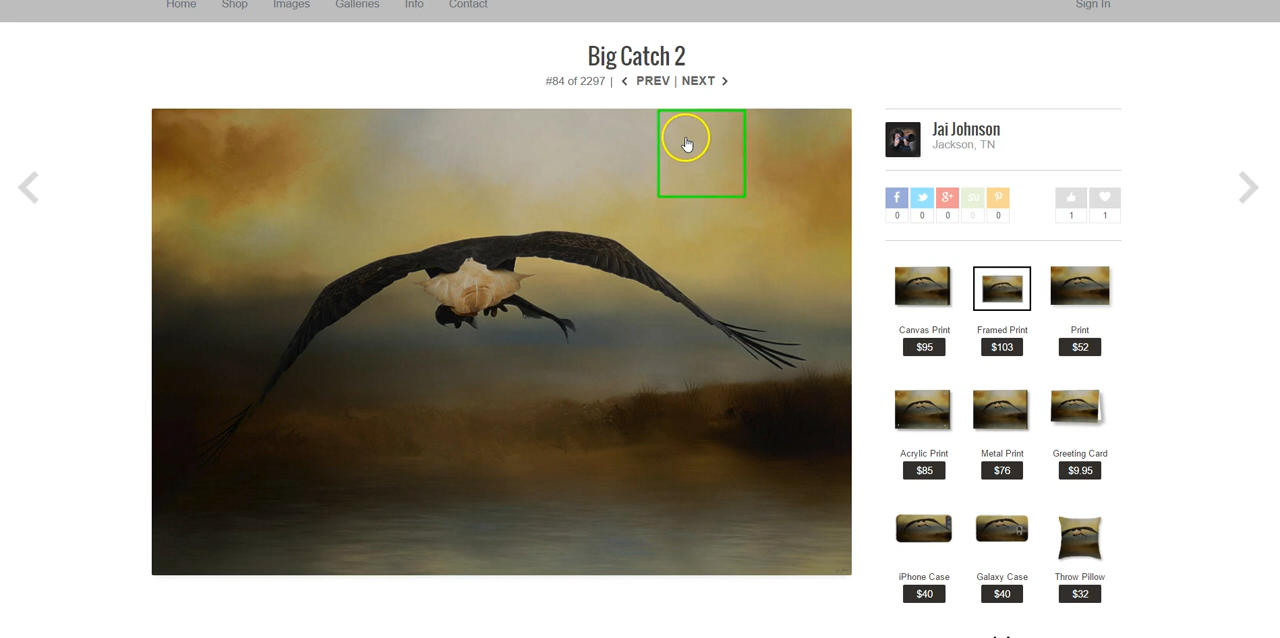 Home Shop Images Galleries Info Contact Sign In
Big Catch 2
#84 of 2297 | PREV | NEXT
Jai Johnson
Jackson, TN
f g+ su p
0 0 0 0 0 1 1
Canvas Print Framed Print Print
$95 $103 $52
Acrylic Print Metal Print Greeting Card
$85 $76 $9.95
iPhone Case Galaxy Case Throw Pillow
$40 $40 $32